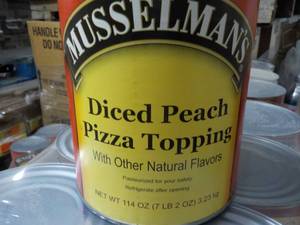 HANDLE
DO NO
MUSSELMAN'S
Diced Peach
Pizza Topping
With Other Natural Flavors
Pasteurized for your safety
Refrigerate after opening
NET WT 114 OZ (7 LB 2 OZ) 3.23 kg